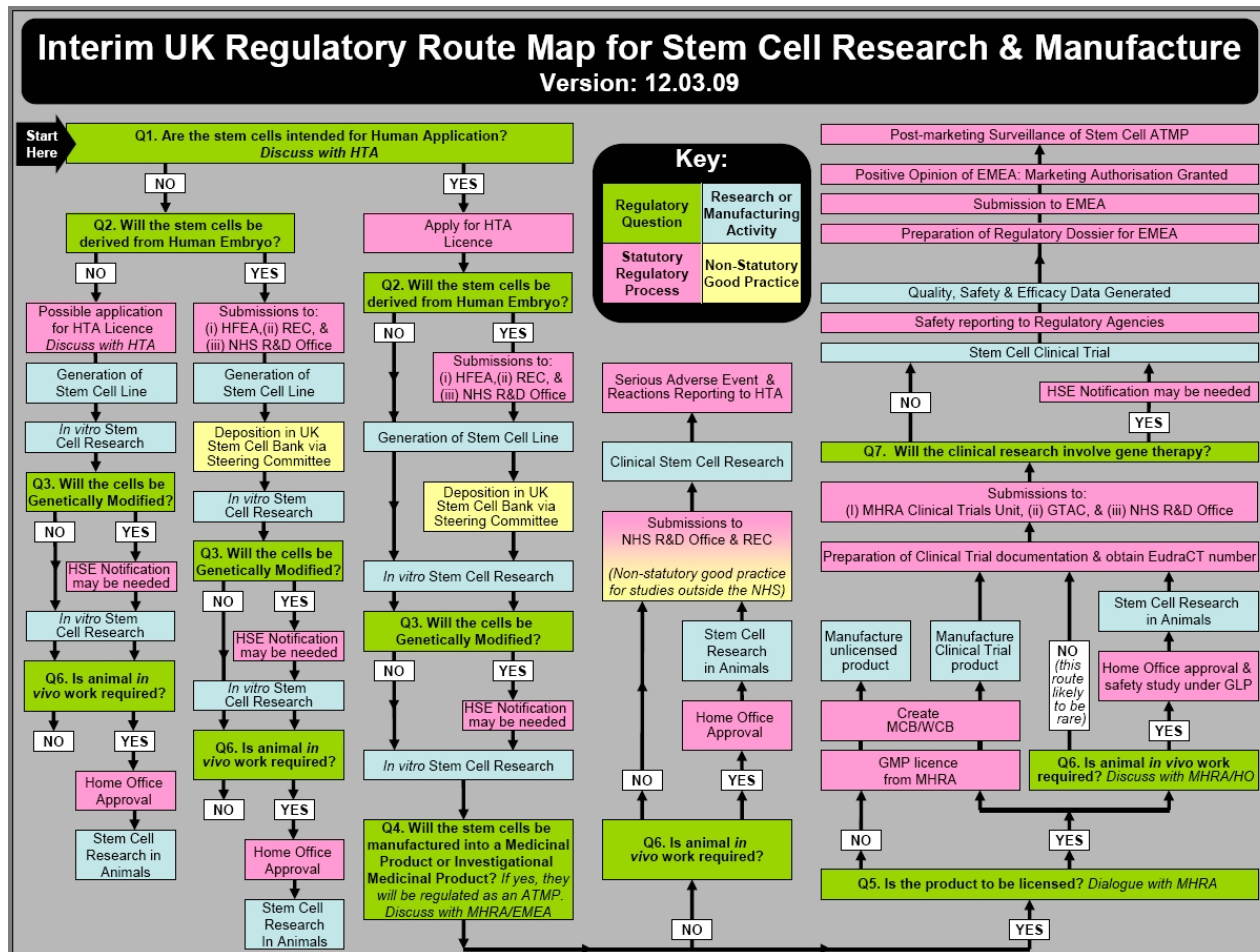 Interim UK Regulatory Route Map for Stem Cell Research & Manufacture
Version: 12.03.09
Start
Here
Q1. Are the stem cells intended for Human Application?
Discuss with HTA
NO
YES
Q2. Will the stem cells be
derived from Human Embryo?
NO
YES
Possible application
for HTA Licence
Discuss with HTA
Generation of
Stem Cell Line
In vitro Stem
Cell Research
Q3. Will the cells be
Genetically Modified?
NO
YES
HSE Notification
may be needed
In vitro Stem
Cell Research
Q6. Is animal in
vivo work required?
NO
YES
Home Office
Approval
Stem Cell
Research in
Animals
Submissions to:
(i) HFEA,(ii) REC, &
(iii) NHS R&D Office
Generation of
Stem Cell Line
Deposition in UK
Stem Cell Bank via
Steering Committee
In vitro Stem
Cell Research
Q3. Will the cells be
Genetically Modified?
NO
YES
HSE Notification
may be needed
In vitro Stem
Cell Research
Q6. Is animal in
vivo work required?
NO
YES
Home Office
Approval
Stem Cell
Research
In Animals
Apply for HTA
Licence
Q2. Will the stem cells be
derived from Human Embryo?
NO
YES
Submissions to:
(i) HFEA,(ii) REC, &
(iii) NHS R&D Office
Generation of Stem Cell Line
Deposition in UK
Stem Cell Bank via
Steering Committee
In vitro Stem Cell Research
Q3. Will the cells be
Genetically Modified?
NO
YES
HSE Notification
may be needed
In vitro Stem Cell Research
Q4. Will the stem cells be
manufactured into a Medicinal
Product or Investigational
Medicinal Product? If yes, they
will be regulated as an ATMP.
Discuss with MHRA/EMEA
Key:
Regulatory
Question
Research or
Manufacturing
Activity
Statutory
Regulatory
Process
Non-Statutory
Good Practice
Serious Adverse Event &
Reactions Reporting to HTA
Clinical Stem Cell Research
Submissions to
NHS R&D Office & REC
(Non-statutory good practice
for studies outside the NHS)
Stem Cell
Research
in Animals
Home Office
Approval
NO
YES
Q6. Is animal in
vivo work required?
NO
Post-marketing Surveillance of Stem Cell ATMP
Positive Opinion of EMEA: Marketing Authorisation Granted
Submission to EMEA
Preparation of Regulatory Dossier for EMEA
Quality, Safety & Efficacy Data Generated
Safety reporting to Regulatory Agencies
Stem Cell Clinical Trial
HSE Notification may be needed
NO
YES
Q7. Will the clinical research involve gene therapy?
Submissions to:
(I) MHRA Clinical Trials Unit, (ii) GTAC, & (iii) NHS R&D Office
Preparation of Clinical Trial documentation & obtain EudraCT number
Stem Cell Research
in Animals
Manufacture
unlicensed
product
Manufacture
Clinical Trial
product
NO
(this
route
likely to
be
rare)
Home Office approval &
safety study under GLP
Create
MCB/WCB
YES
GMP licence
from MHRA
Q6. Is animal in vivo work
required? Discuss with MHRA/HO
NO
YES
Q5. Is the product to be licensed? Dialogue with MHRA
YES